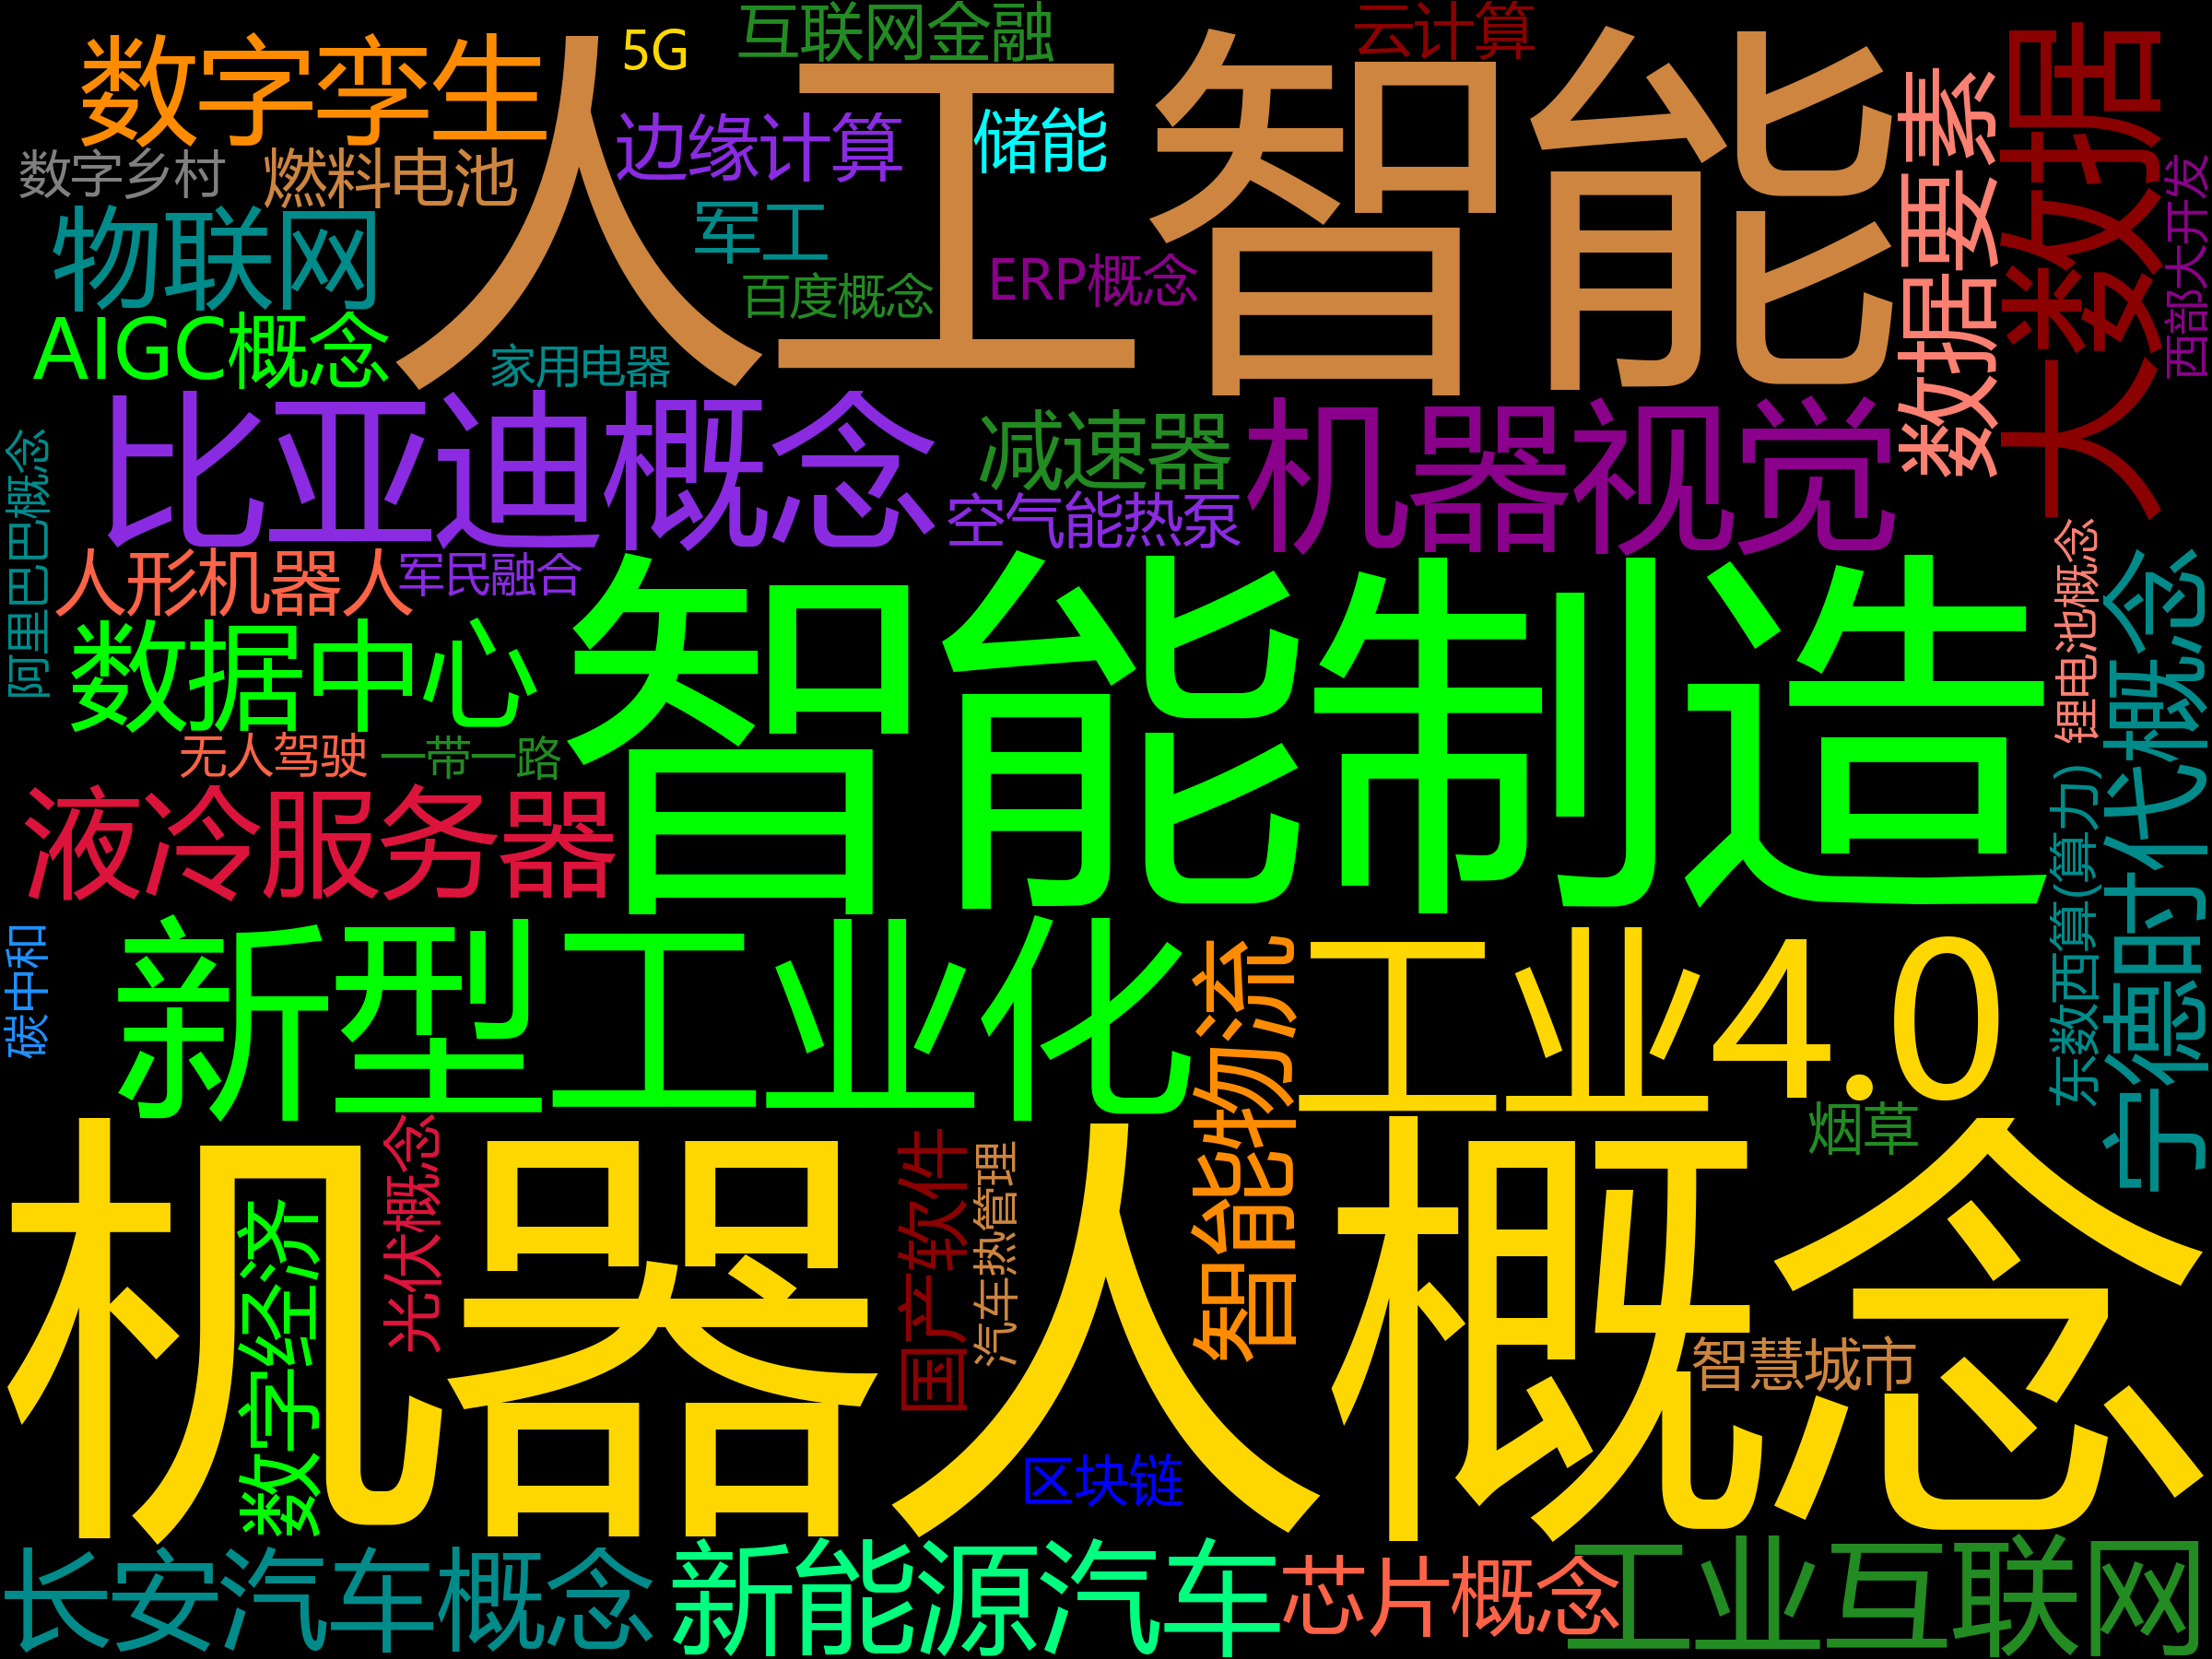 数字孪生
5G
互联网金融
云计算
人工智能
数据要素
大数据
西部大开发
边缘计算
储能
数字乡村
燃料电池
物联网
军工
百度概念
ERP概念
AIGC概念
家用电器
比亚迪概念
减速器
机器视觉
空气能热泵
阿里巴巴概念
人形机器人
军民融合
智能制造
锂电池概念
宁德时代概念
数据中心
无人驾驶
一带一路
液冷服务器
东数西算(算力)
碳中和
新型工业化
智能物流
工业4.0
烟草
机器人概念
光伏概念
数字经济
国产软件
汽车热管理
智慧城市
区块链
长安汽车概念
新能源汽车
芯片概念
工业互联网